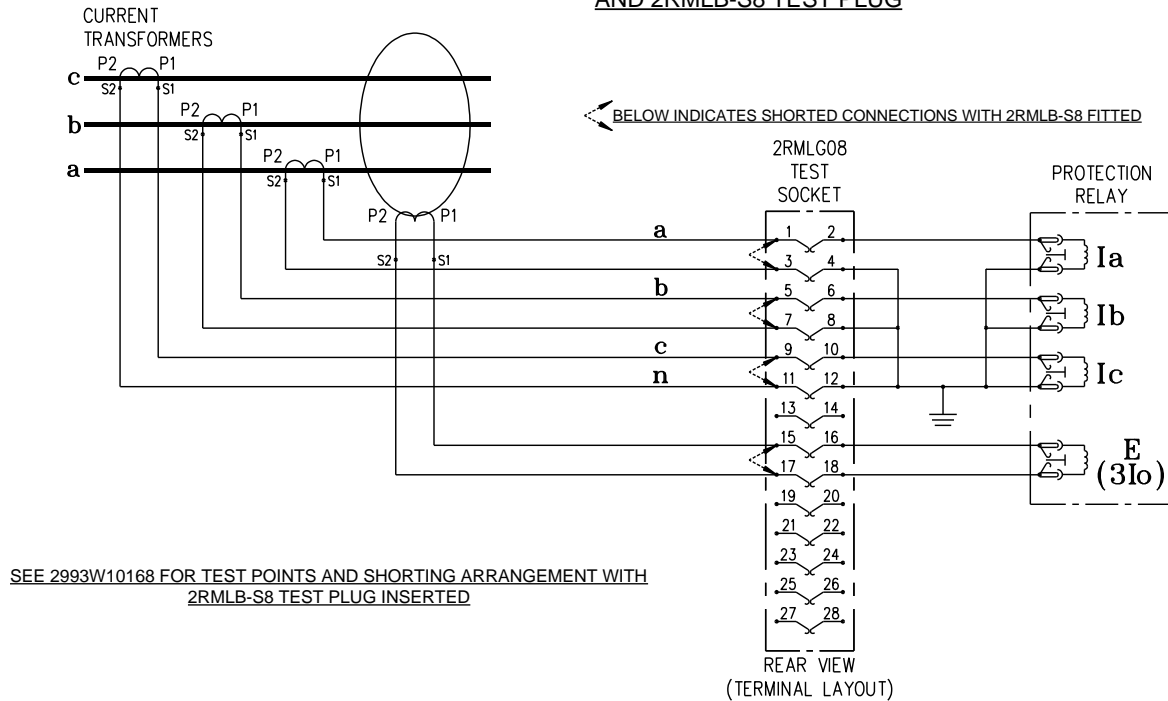 AND 2RMLB-S8 TEST PLUG
CURRENT
TRANSFORMERS
P2 P1
c
S2 S1
P2 P1
b
S2 S1
P2 P1
a
S2 S1
P2 P1
S2 S1
BELOW INDICATES SHORTED CONNECTIONS WITH 2RMLB-S8 FITTED
2RMLG08
TEST
SOCKET
PROTECTION
RELAY
a
1 2
3 4
Ia
b
5 6
7 8
Ib
c
9 10
n
11 12
Ic
13 14
15 16
17 18
E
(3Io)
19 20
21 22
23 24
25 26
27 28
SEE 2993W10168 FOR TEST POINTS AND SHORTING ARRANGEMENT WITH
2RMLB-S8 TEST PLUG INSERTED
REAR VIEW
(TERMINAL LAYOUT)